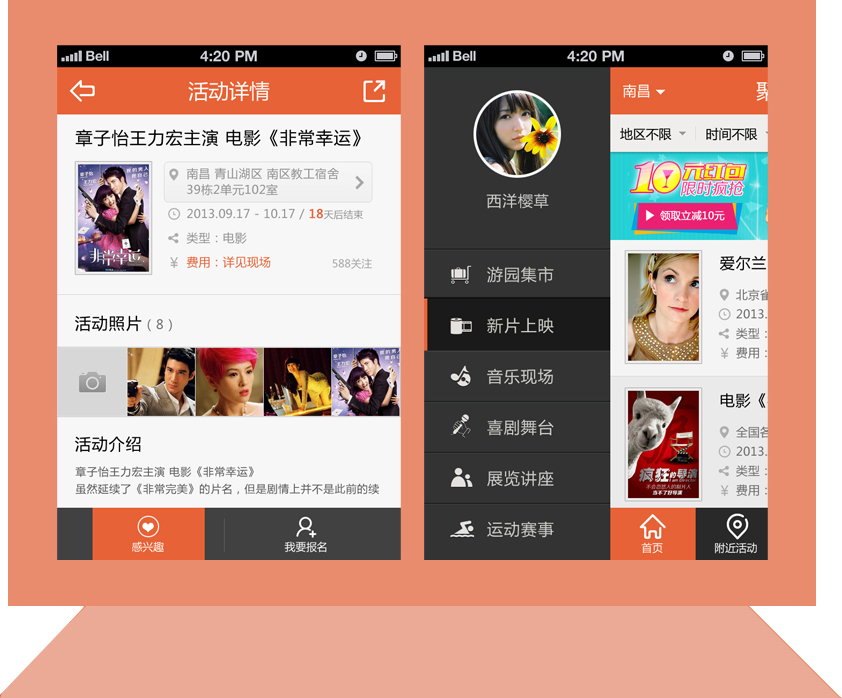 Bell 4:20 PM
活动详情
章子怡王力宏主演 电影《非常幸运》
南昌 青山湖区 南区教工宿舍
39栋2单元102室
2013.09.17 - 10.17 / 18天后结束
类型：电影
¥ 费用：详见现场
588关注
非常幸运
活动照片 ( 8 )
活动介绍
章子怡王力宏主演 电影《非常幸运》
虽然延续了《非常完美》的片名，但是剧情上并不是此前的续
感兴趣
我要报名
Bell 4:20 PM
西洋樱草
游园集市
新片上映
音乐现场
喜剧舞台
展览讲座
运动赛事
南昌
聚
地区不限
时间不限
10元红包
限时疯抢
领取立减10元
爱尔兰
北京省
2013.
类型：
¥ 费用：
电影《
全国各
2013.
类型：
¥ 费用：
疯狂的导演
首页
附近活动